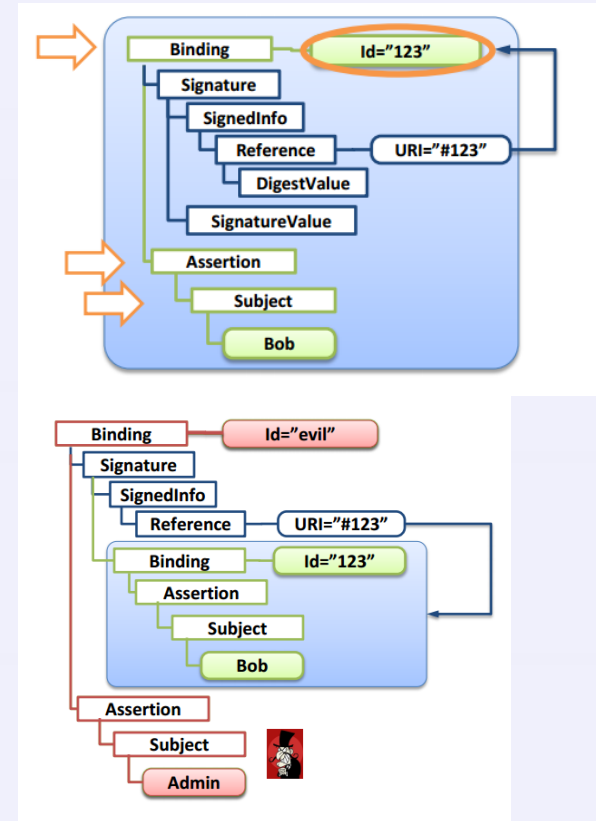 Binding Id=”123”
Signature
SignedInfo
Reference URI=”#123”
DigestValue
SignatureValue
Assertion
Subject
Bob
Binding Id=”evil”
Signature
SignedInfo
Reference URI=”#123”
Binding Id=”123”
Assertion
Subject
Bob
Assertion
Subject
Admin